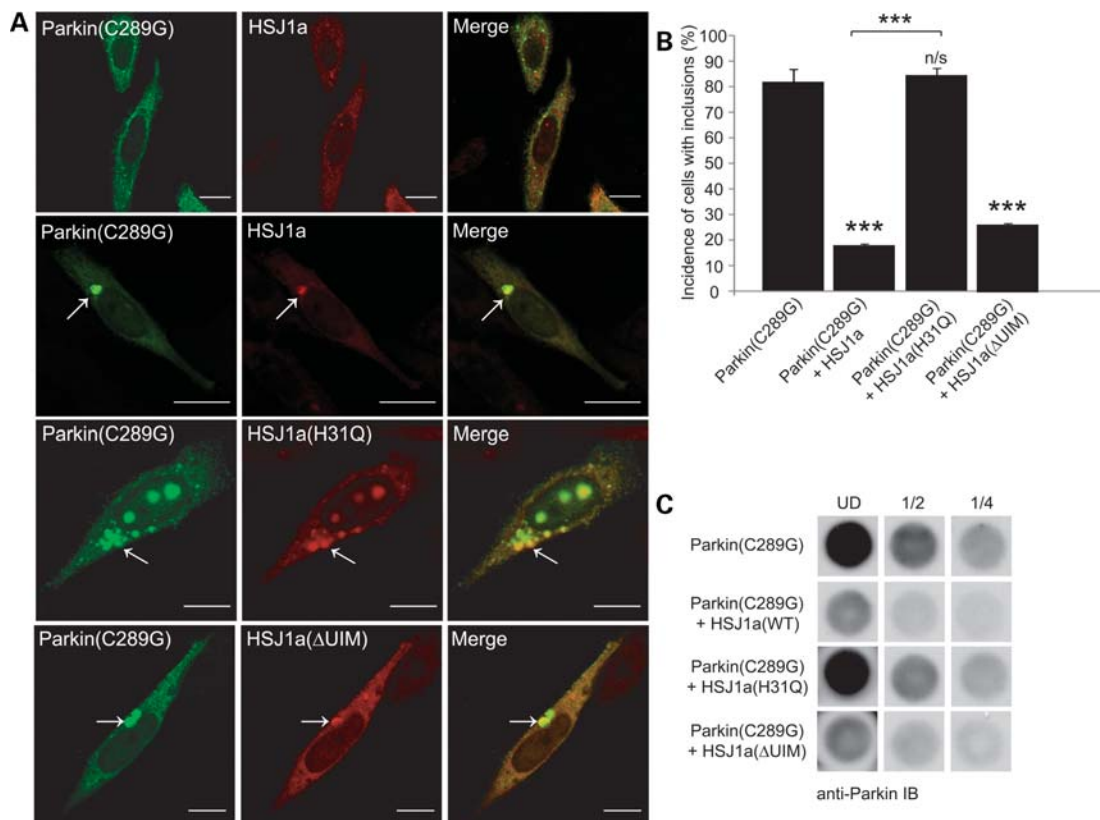 A
Parkin(C289G)
HSJ1a
Merge
Parkin(C289G)
HSJ1a
Merge
Parkin(C289G)
HSJ1a(H31Q)
Merge
Parkin(C289G)
HSJ1a(ΔUIM)
Merge
B
Incidence of cells with inclusions (%)
100
90
80
70
60
50
40
30
20
10
0
***
n/s
***
***
Parkin(C289G)
Parkin(C289G)
+ HSJ1a
Parkin(C289G)
+ HSJ1a(H31Q)
Parkin(C289G)
+ HSJ1a(ΔUIM)
C
UD 1/2 1/4
Parkin(C289G)
Parkin(C289G)
+ HSJ1a(WT)
Parkin(C289G)
+ HSJ1a(H31Q)
Parkin(C289G)
+ HSJ1a(ΔUIM)
anti-Parkin IB